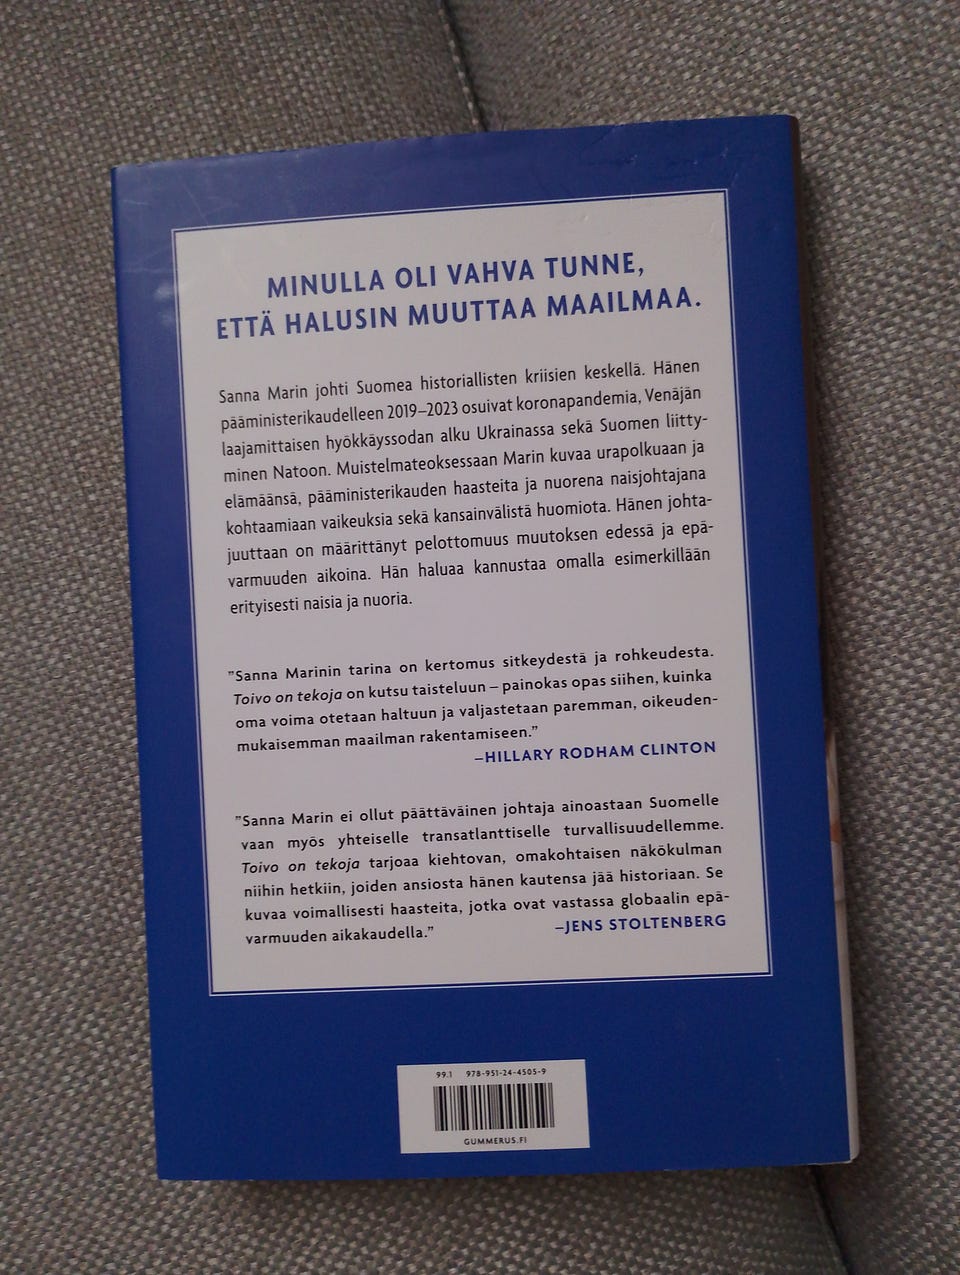 MINULLA OLI VAHVA TUNNE,
ETTÄ HALUSIN MUUTTAA MAAILMAA.
Sanna Marin johti Suomea historiallisten kriisien keskellä. Hänen
pääministerikaudelleen 2019–2023 osuivat koronapandemia, Venäjän
laajamittaisen hyökkäyssodan alku Ukrainassa sekä Suomen liitty-
minen Natoon. Muistelmateoksessaan Marin kuvaa urapolkuaan ja
elämäänsä, pääministerikauden haasteita ja nuorena naisjohtajana
kohtaamiaan vaikeuksia sekä kansainvälistä huomiota. Hänen johta-
juuttaan on määrittänyt pelottomuus muutoksen edessä ja epä-
varmuuden aikoina. Hän haluaa kannustaa omalla esimerkillään
erityisesti naisia ja nuoria.
”Sanna Marinin tarina on kertomus sitkeydestä ja rohkeudesta.
Toivo on tekoja on kutsu taisteluun – painokas opas siihen, kuinka
oma voima otetaan haltuun ja valjastetaan paremman, oikeuden-
mukaisemman maailman rakentamiseen.”
–HILLARY RODHAM CLINTON
”Sanna Marin ei ollut päättäväinen johtaja ainoastaan Suomelle
vaan myös yhteiselle transatlanttiselle turvallisuudellemme.
Toivo on tekoja tarjoaa kiehtovan, omakohtaisen näkökulman
niihin hetkiin, joiden ansiosta hänen kautensa jää historiaan. Se
kuvaa voimallisesti haasteita, jotka ovat vastassa globaalin epä-
varmuuden aikakaudella.” –JENS STOLTENBERG
99.1 978-951-24-4505-9
GUMMERUS.FI